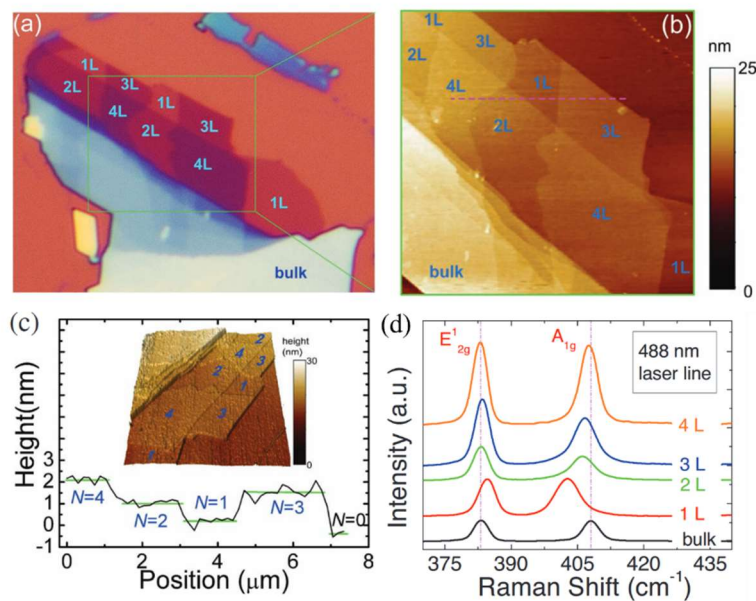 (a)
1L
2L
3L
4L
1L
2L
3L
4L
1L
bulk
(b)
1L
2L
3L
4L
1L
2L
3L
4L
1L
bulk
nm
25
0
(c)
Height(nm)
3
2
1
0
-1
N=4
N=2
N=1
N=3
N=0
0 2 4 6 8
Position (μm)
height
(nm)
30
0
2
4
3
2
1
4
3
1
(d)
E¹2g
A1g
488 nm
laser line
4 L
3 L
2 L
1 L
bulk
Intensity (a.u.)
375 390 405 420 435
Raman Shift (cm⁻¹)